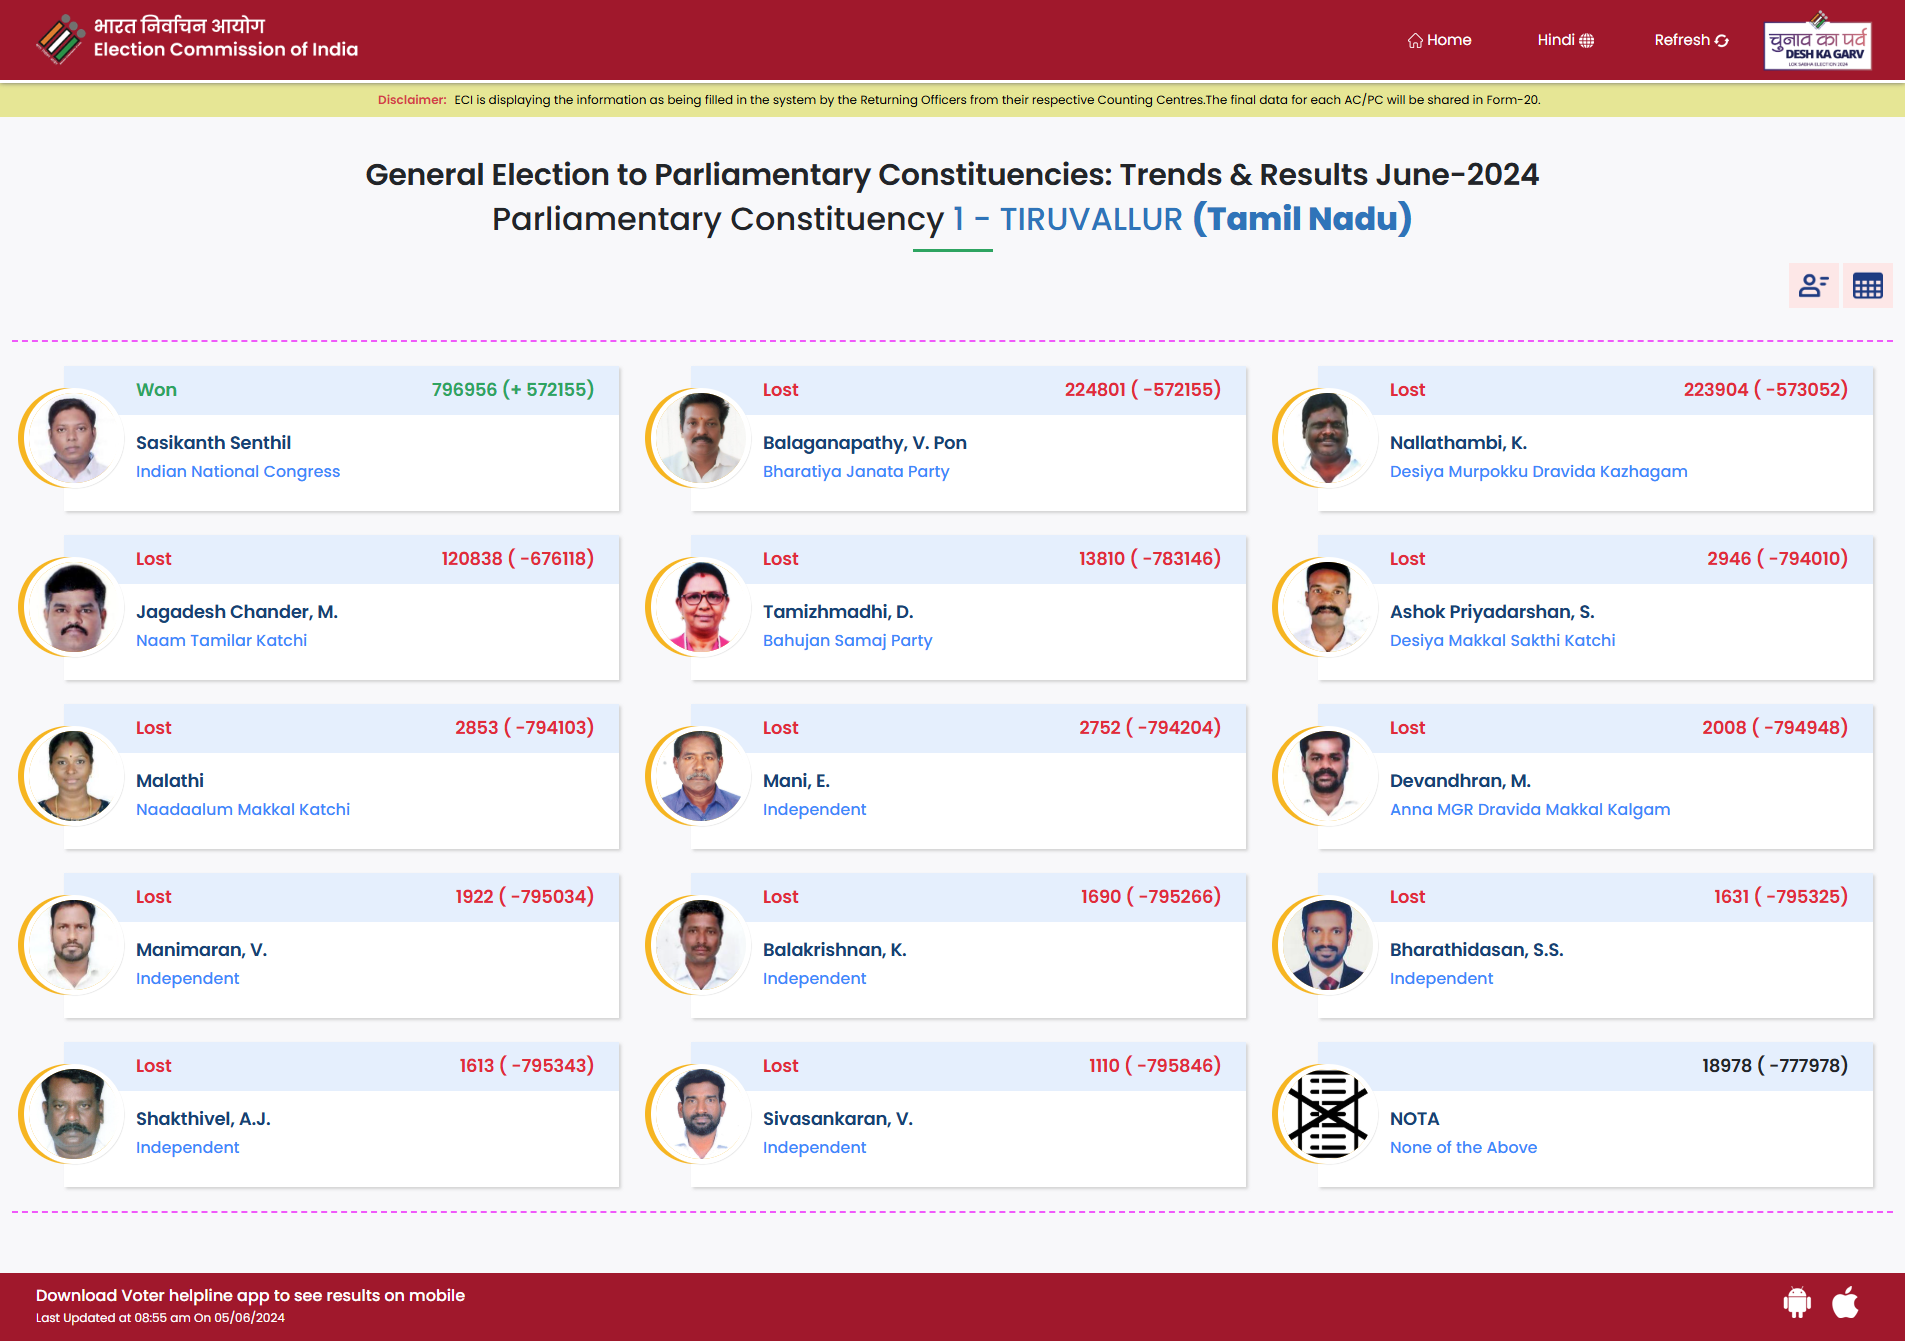 भारत निर्वाचन आयोग
Election Commission of India
Home
Hindi
Refresh
चुनाव का पर्व
DESH KA GARV
LOK SABHA ELECTION 2024
Disclaimer: ECI is displaying the information as being filled in the system by the Returning Officers from their respective Counting Centres.The final data for each AC/PC will be shared in Form-20.
General Election to Parliamentary Constituencies: Trends & Results June-2024
Parliamentary Constituency 1 - TIRUVALLUR (Tamil Nadu)
Won 796956 (+ 572155)
Sasikanth Senthil
Indian National Congress
Lost 224801 ( -572155)
Balaganapathy, V. Pon
Bharatiya Janata Party
Lost 223904 ( -573052)
Nallathambi, K.
Desiya Murpokku Dravida Kazhagam
Lost 120838 ( -676118)
Jagadesh Chander, M.
Naam Tamilar Katchi
Lost 13810 ( -783146)
Tamizhmadhi, D.
Bahujan Samaj Party
Lost 2946 ( -794010)
Ashok Priyadarshan, S.
Desiya Makkal Sakthi Katchi
Lost 2853 ( -794103)
Malathi
Naadaalum Makkal Katchi
Lost 2752 ( -794204)
Mani, E.
Independent
Lost 2008 ( -794948)
Devandhran, M.
Anna MGR Dravida Makkal Kalgam
Lost 1922 ( -795034)
Manimaran, V.
Independent
Lost 1690 ( -795266)
Balakrishnan, K.
Independent
Lost 1631 ( -795325)
Bharathidasan, S.S.
Independent
Lost 1613 ( -795343)
Shakthivel, A.J.
Independent
Lost 1110 ( -795846)
Sivasankaran, V.
Independent
18978 ( -777978)
NOTA
None of the Above
Download Voter helpline app to see results on mobile
Last Updated at 08:55 am On 05/06/2024